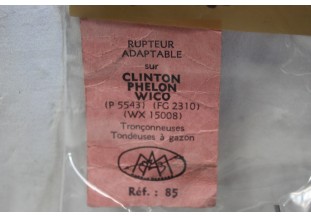 RUPTEUR
ADAPTABLE
sur
CLINTON
PHELON
WICO
(P 5543) (FG 2310)
(WX 15008)
Tronçonneuses
Tondeuses à gazon
Réf. : 85